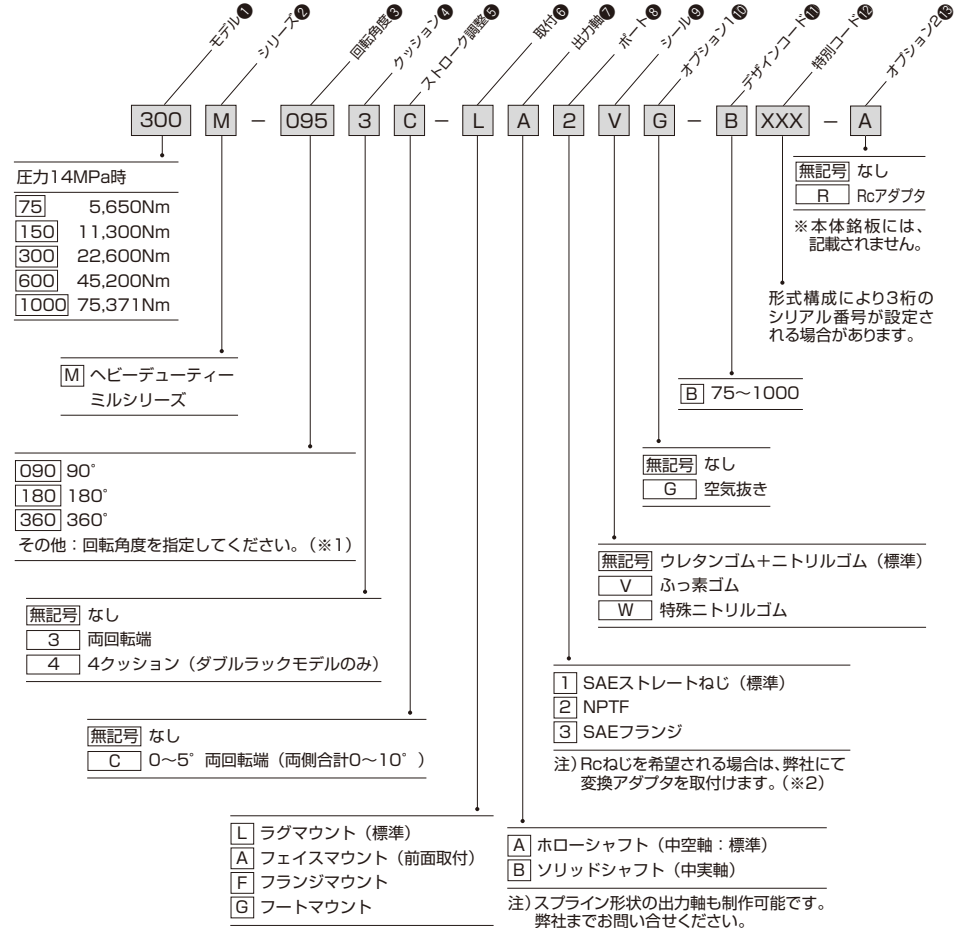 モデル❶
シリーズ❷
回転角度❸
クッション❹
ストローク調整❺
取付❻
出力軸❼
ポート❽
シール❾
オプション1❿
デザインコード⓫
特別コード⓬
オプション2⓭
300 M － 095 3 C － L A 2 V G － B XXX － A
圧力14MPa時
75 5,650Nm
150 11,300Nm
300 22,600Nm
600 45,200Nm
1000 75,371Nm
M ヘビーデューティー
ミルシリーズ
090 90°
180 180°
360 360°
その他：回転角度を指定してください。（※1）
無記号 なし
3 両回転端
4 4クッション（ダブルラックモデルのみ）
無記号 なし
C 0～5°両回転端（両側合計0～10°）
L ラグマウント（標準）
A フェイスマウント（前面取付）
F フランジマウント
G フートマウント
A ホローシャフト（中空軸：標準）
B ソリッドシャフト（中実軸）
注）スプライン形状の出力軸も制作可能です。
弊社までお問い合せください。
1 SAEストレートねじ（標準）
2 NPTF
3 SAEフランジ
注）Rcねじを希望される場合は、弊社にて
変換アダプタを取付けます。（※2）
無記号 ウレタンゴム＋ニトリルゴム（標準）
V ふっ素ゴム
W 特殊ニトリルゴム
無記号 なし
G 空気抜き
B 75～1000
形式構成により3桁の
シリアル番号が設定さ
れる場合があります。
無記号 なし
R Rcアダプタ
※本体銘板には、
記載されません。